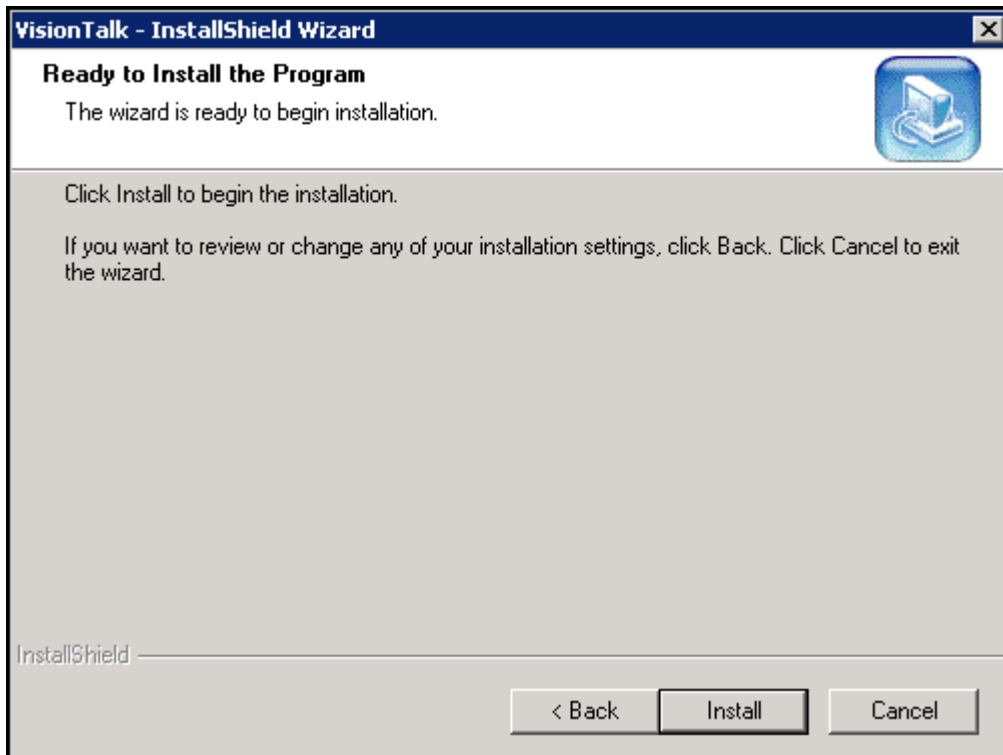 VisionTalk - InstallShield Wizard
Ready to Install the Program
The wizard is ready to begin installation.
Click Install to begin the installation.
If you want to review or change any of your installation settings, click Back. Click Cancel to exit
the wizard.
InstallShield
< Back Install Cancel